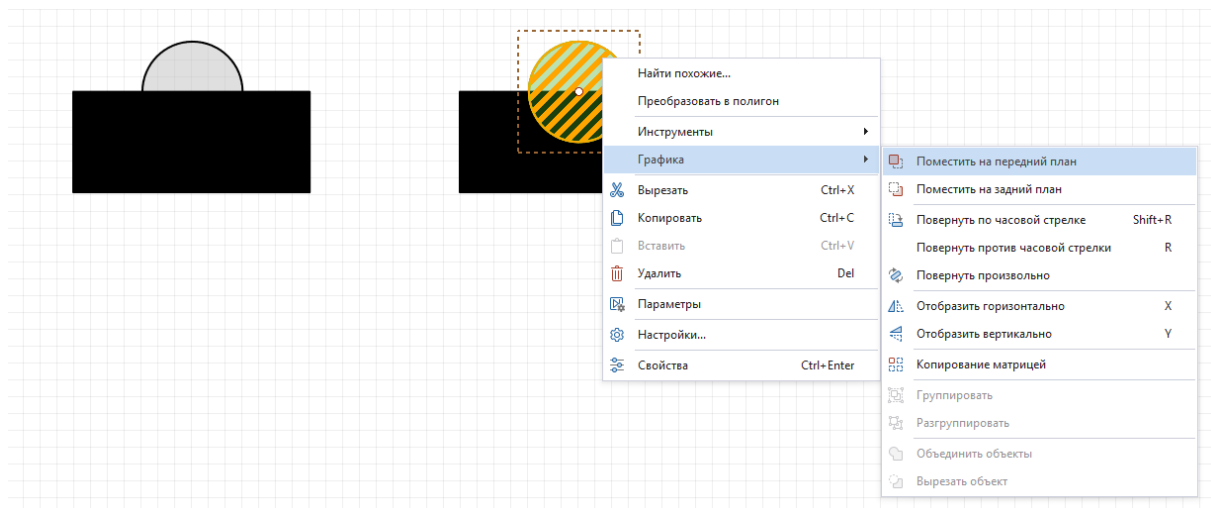 Найти похожие...
Преобразовать в полигон
Инструменты
Графика
Вырезать Ctrl+X
Копировать Ctrl+C
Вставить Ctrl+V
Удалить Del
Параметры
Настройки...
Свойства Ctrl+Enter
Поместить на передний план
Поместить на задний план
Повернуть по часовой стрелке Shift+R
Повернуть против часовой стрелки R
Повернуть произвольно
Отобразить горизонтально X
Отобразить вертикально Y
Копирование матрицей
Группировать
Разгруппировать
Объединить объекты
Вырезать объект